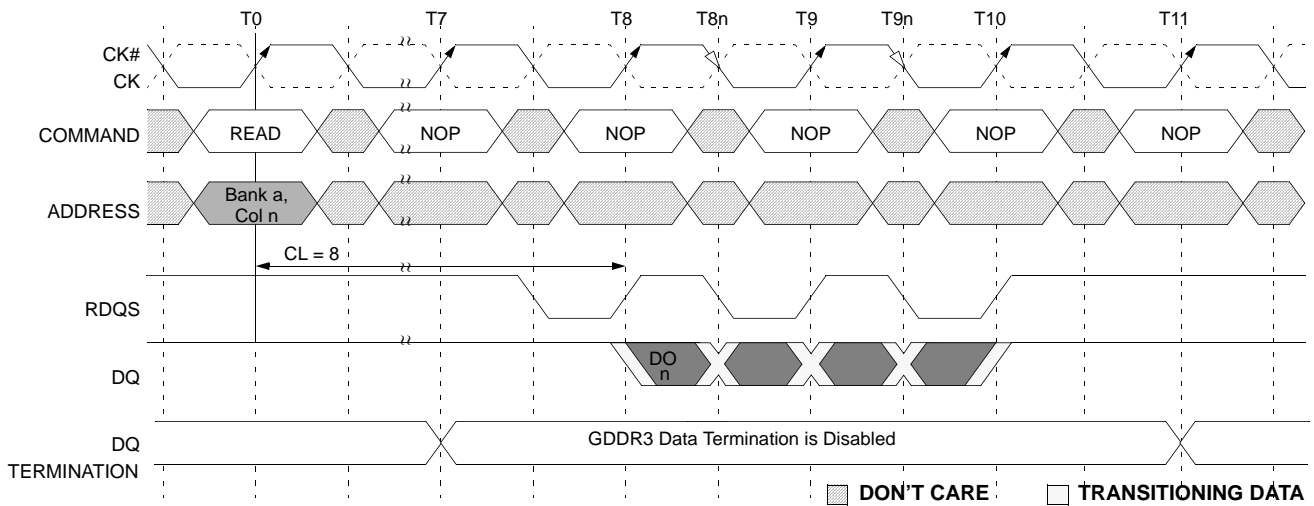 T0 T7 T8 T8n T9 T9n T10 T11
CK#
CK
COMMAND READ NOP NOP NOP NOP NOP
ADDRESS Bank a,
Col n
CL = 8
RDQS
DQ DO
n
DQ GDDR3 Data Termination is Disabled
TERMINATION
DON'T CARE TRANSITIONING DATA